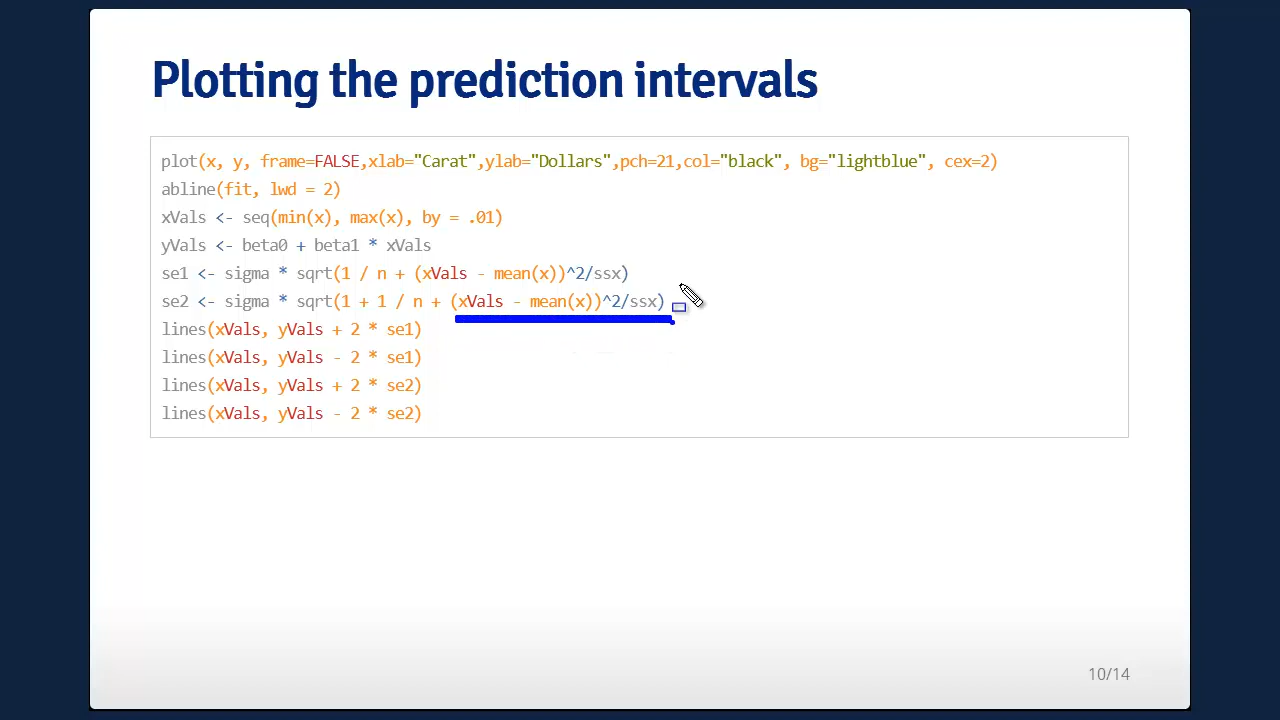 Plotting the prediction intervals
plot(x, y, frame=FALSE,xlab="Carat",ylab="Dollars",pch=21,col="black", bg="lightblue", cex=2)
abline(fit, lwd = 2)
xVals <- seq(min(x), max(x), by = .01)
yVals <- beta0 + beta1 * xVals
se1 <- sigma * sqrt(1 / n + (xVals - mean(x))^2/ssx)
se2 <- sigma * sqrt(1 + 1 / n + (xVals - mean(x))^2/ssx)
lines(xVals, yVals + 2 * se1)
lines(xVals, yVals - 2 * se1)
lines(xVals, yVals + 2 * se2)
lines(xVals, yVals - 2 * se2)
10/14